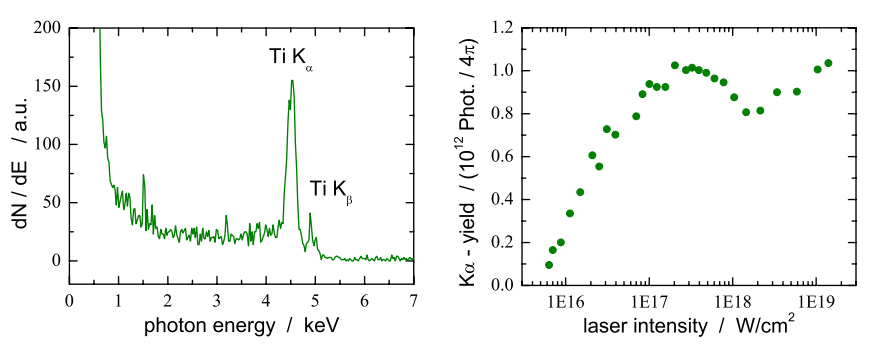 200
150
100
50
0
dN / dE / a.u.
Ti Kα
Ti Kβ
0 1 2 3 4 5 6 7
photon energy / keV
1.2
1.0
0.8
0.6
0.4
0.2
0.0
Kα - yield / (10¹² Phot. / 4π)
1E16 1E17 1E18 1E19
laser intensity / W/cm²